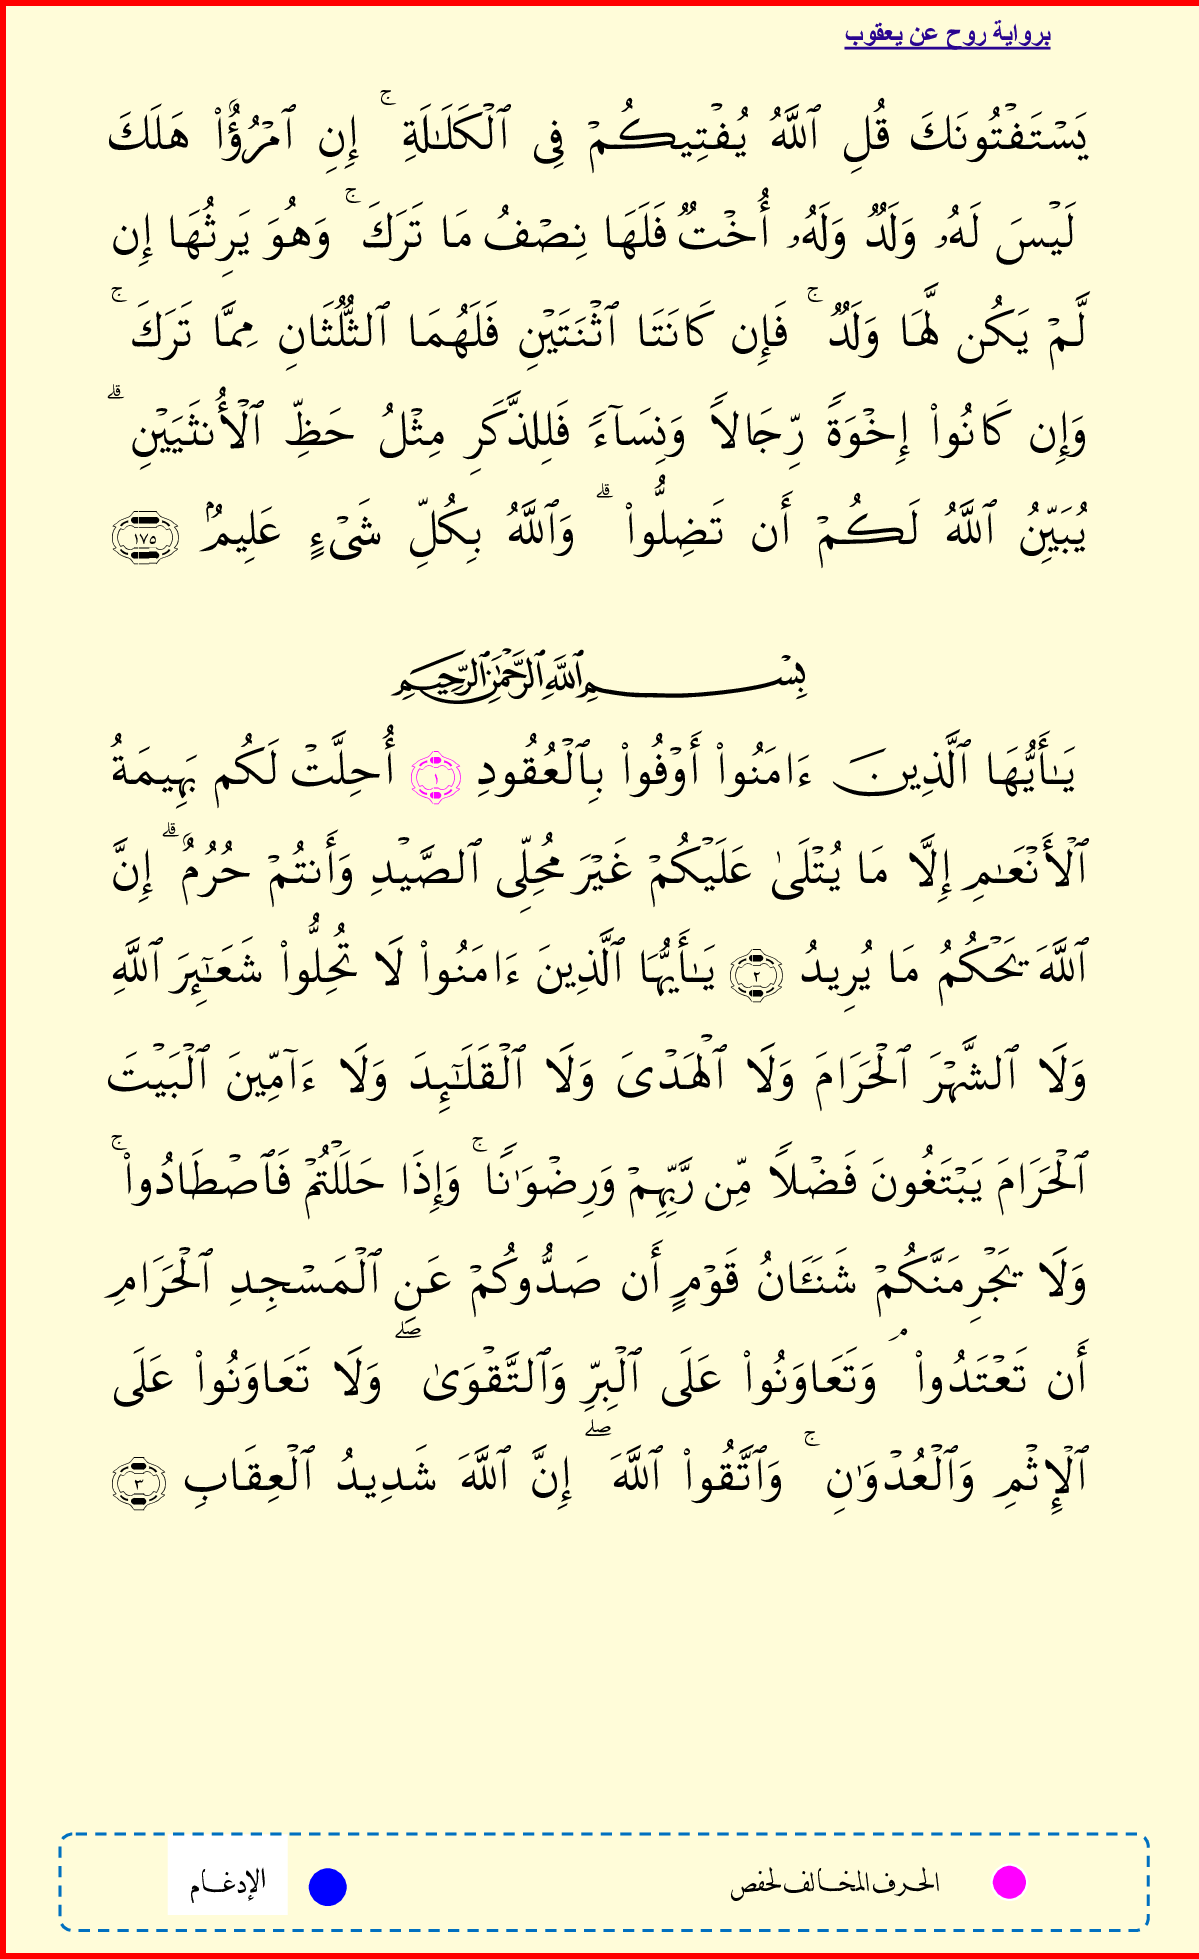 برواية روح عن يعقوب
يَسۡتَفۡتُونَكَ قُلِ ٱللَّهُ يُفۡتِيكُمۡ فِى ٱلۡكَلَـٰلَةِ ۚ إِنِ ٱمۡرُؤٌا۟ هَلَكَ
لَيۡسَ لَهُۥ وَلَدٌ وَلَهُۥ أُخۡتٌ فَلَهَا نِصۡفُ مَا تَرَكَ ۚ وَهُوَ يَرِثُهَا إِن
لَّمۡ يَكُن لَّهَا وَلَدٌ ۚ فَإِن كَانَتَا ٱثۡنَتَيۡنِ فَلَهُمَا ٱلثُّلُثَانِ مِمَّا تَرَكَ ۚ
وَإِن كَانُوا۟ إِخۡوَةً رِّجَالاً وَنِسَآءً فَلِلذَّكَرِ مِثۡلُ حَظِّ ٱلۡأُنثَيَيۡنِ ۗ
يُبَيِّنُ ٱللَّهُ لَكُمۡ أَن تَضِلُّوا۟ ۗ وَٱللَّهُ بِكُلِّ شَىۡءٍ عَلِيمٌۢ ١٧٥
بِسۡمِ ٱللَّهِ ٱلرَّحۡمَـٰنِ ٱلرَّحِيمِ
يَـٰٓأَيُّهَا ٱلَّذِينَ ءَامَنُوا۟ أَوۡفُوا۟ بِٱلۡعُقُودِ ١ أُحِلَّتۡ لَكُم بَهِيمَةُ
ٱلۡأَنۡعَـٰمِ إِلَّا مَا يُتۡلَىٰ عَلَيۡكُمۡ غَيۡرَ مُحِلِّى ٱلصَّيۡدِ وَأَنتُمۡ حُرُمٌ ۗ إِنَّ
ٱللَّهَ يَحۡكُمُ مَا يُرِيدُ ٢ يَـٰٓأَيُّهَا ٱلَّذِينَ ءَامَنُوا۟ لَا تُحِلُّوا۟ شَعَـٰٓئِرَ ٱللَّهِ
وَلَا ٱلشَّهۡرَ ٱلۡحَرَامَ وَلَا ٱلۡهَدۡىَ وَلَا ٱلۡقَلَـٰٓئِدَ وَلَا ءَآمِّينَ ٱلۡبَيۡتَ
ٱلۡحَرَامَ يَبۡتَغُونَ فَضۡلاً مِّن رَّبِّهِمۡ وَرِضۡوَٰنًا ۚ وَإِذَا حَلَلۡتُمۡ فَٱصۡطَادُوا۟ ۚ
وَلَا يَجۡرِمَنَّكُمۡ شَنَـَٔانُ قَوۡمٍ أَن صَدُّوكُمۡ عَنِ ٱلۡمَسۡجِدِ ٱلۡحَرَامِ
أَن تَعۡتَدُوا۟ ۘ وَتَعَاوَنُوا۟ عَلَى ٱلۡبِرِّ وَٱلتَّقۡوَىٰ ۖ وَلَا تَعَاوَنُوا۟ عَلَى
ٱلۡإِثۡمِ وَٱلۡعُدۡوَٰنِ ۚ وَٱتَّقُوا۟ ٱللَّهَ ۖ إِنَّ ٱللَّهَ شَدِيدُ ٱلۡعِقَابِ ٣
الحرف المخالف لحفص
الإدغام